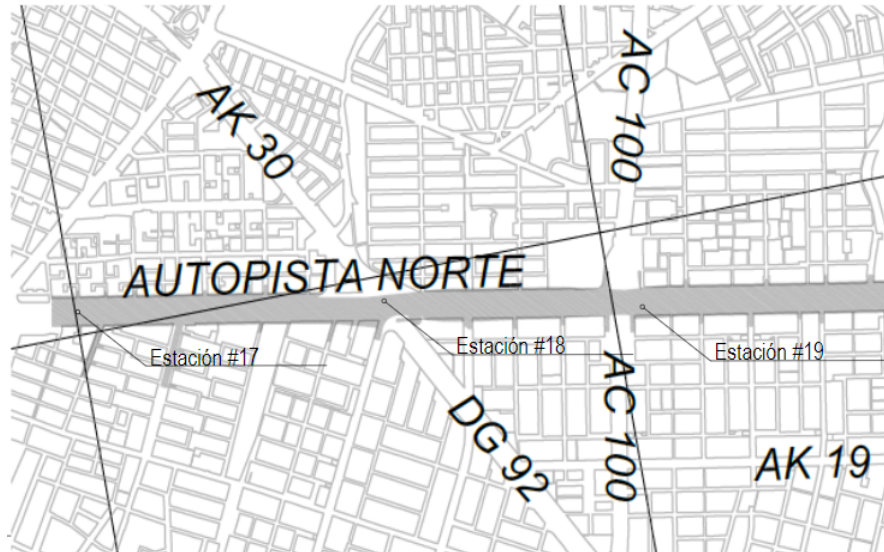 AC 100
AK 30
AUTOPISTA NORTE
Estación #17
Estación #18
Estación #19
AC 100
DG 92
AK 19